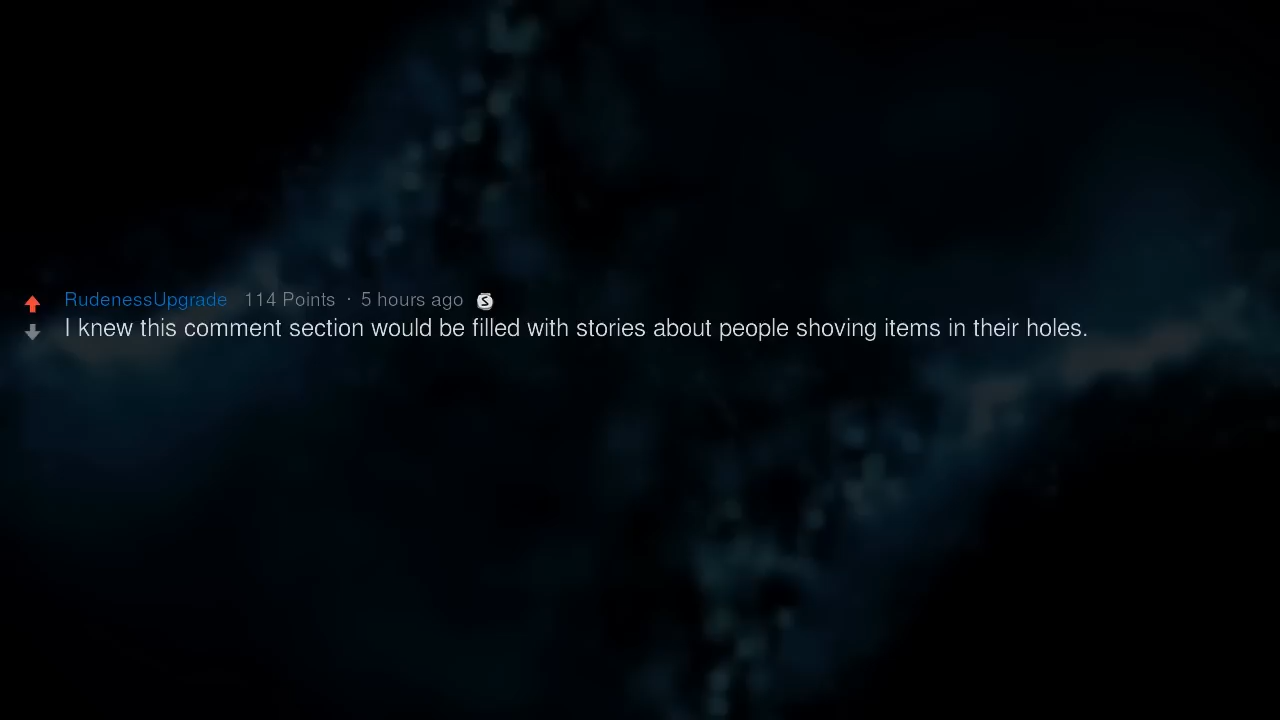 RudenessUpgrade 114 Points · 5 hours ago S
I knew this comment section would be filled with stories about people shoving items in their holes.